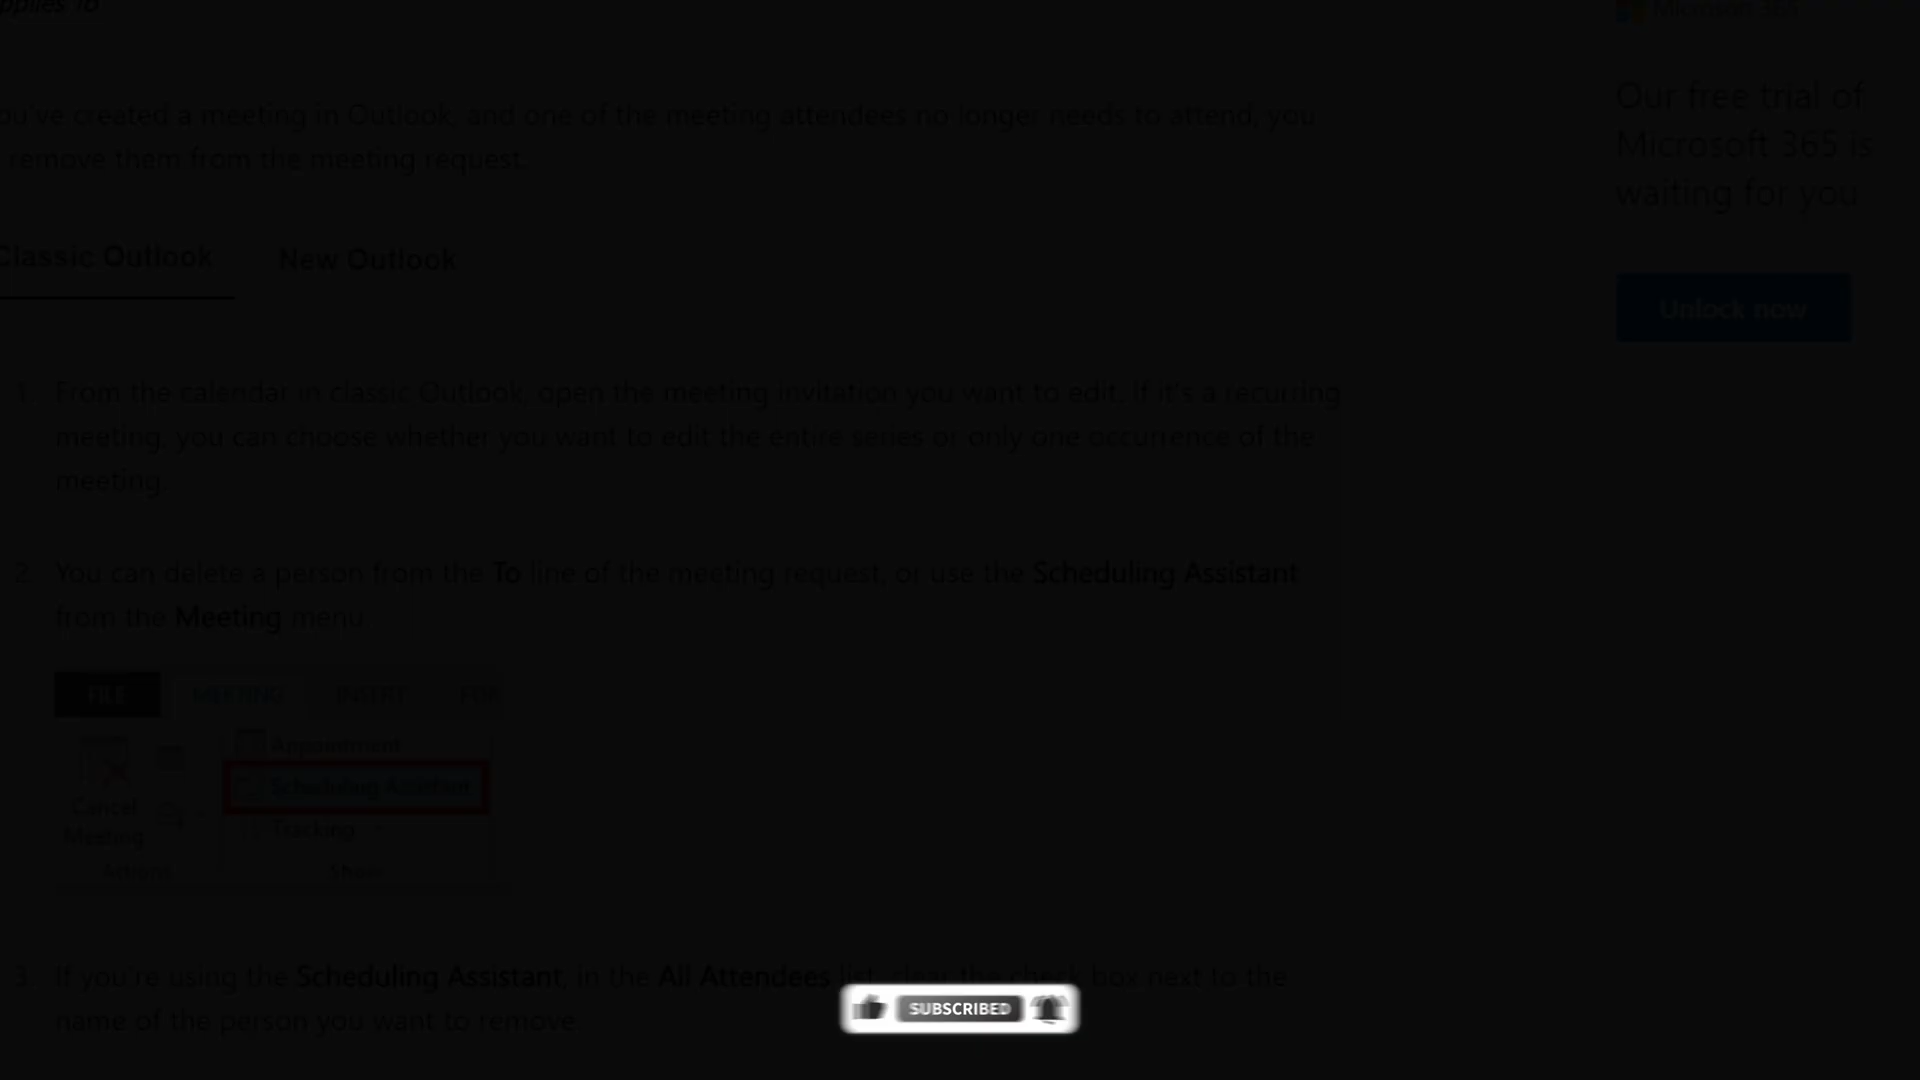 pplies To
Microsoft 365
ou've created a meeting in Outlook, and one of the meeting attendees no longer needs to attend, you
remove them from the meeting request.
Our free trial of
Microsoft 365 is
waiting for you
Classic Outlook
New Outlook
Unlock now
1. From the calendar in classic Outlook, open the meeting invitation you want to edit. If it's a recurring
meeting, you can choose whether you want to edit the entire series or only one occurrence of the
meeting.
2. You can delete a person from the To line of the meeting request, or use the Scheduling Assistant
from the Meeting menu.
FILE MEETING INSERT FOR
Appointment
Scheduling Assistant
Cancel
Meeting
Tracking
Actions
Show
3. If you're using the Scheduling Assistant, in the All Attendees list, clear the check box next to the
name of the person you want to remove.
SUBSCRIBED